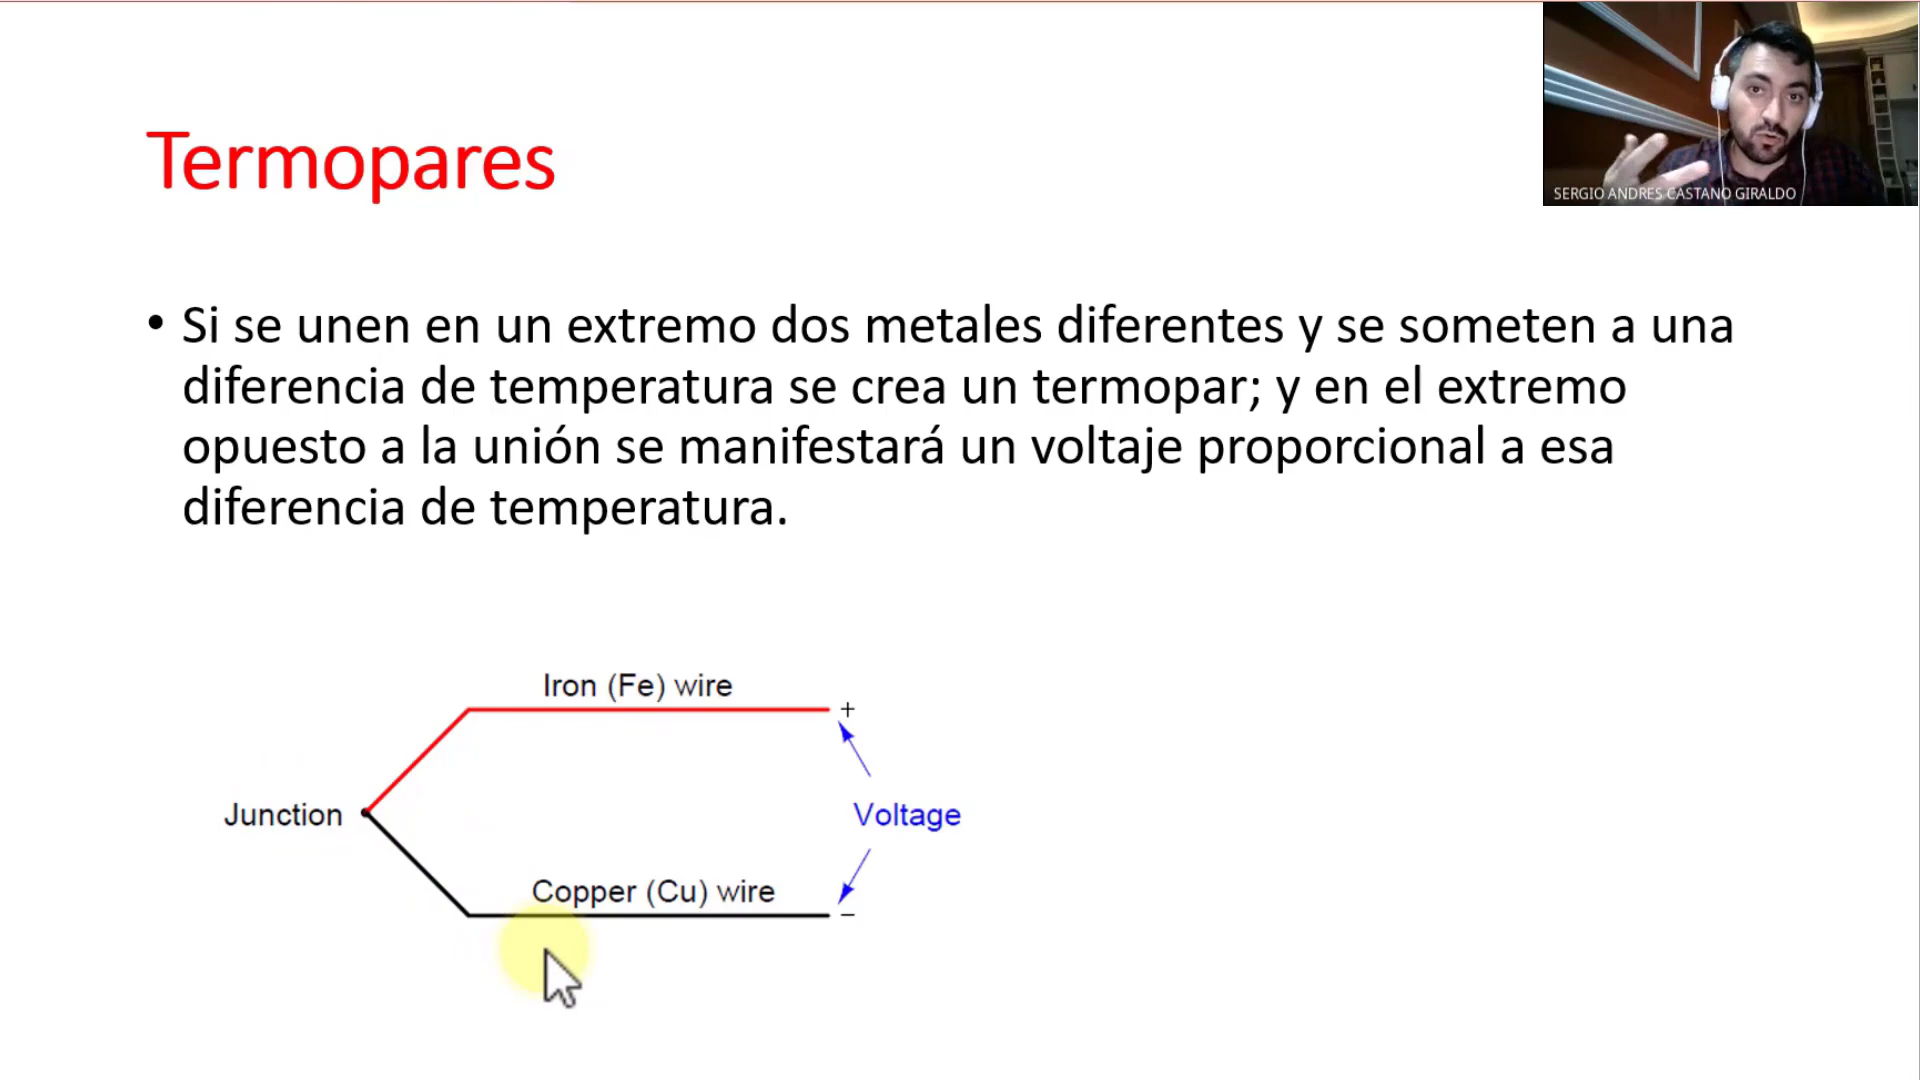 SERGIO ANDRES CASTANO GIRALDO
Termopares
• Si se unen en un extremo dos metales diferentes y se someten a una
diferencia de temperatura se crea un termopar; y en el extremo
opuesto a la unión se manifestará un voltaje proporcional a esa
diferencia de temperatura.
Iron (Fe) wire
+
Junction
Voltage
Copper (Cu) wire
−